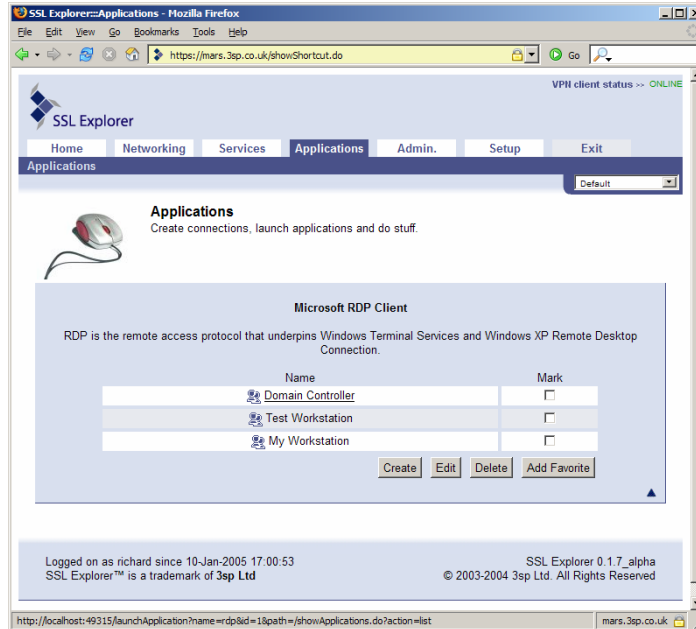 SSL Explorer:::Applications - Mozilla Firefox
File Edit View Go Bookmarks Tools Help
https://mars.3sp.co.uk/showShortcut.do Go
VPN client status >> ONLINE
SSL Explorer
Home Networking Services Applications Admin. Setup Exit
Applications
Default
Applications
Create connections, launch applications and do stuff.
Microsoft RDP Client
RDP is the remote access protocol that underpins Windows Terminal Services and Windows XP Remote Desktop
Connection.
Name Mark
Domain Controller
Test Workstation
My Workstation
Create Edit Delete Add Favorite
Logged on as richard since 10-Jan-2005 17:00:53 SSL Explorer 0.1.7_alpha
SSL Explorer™ is a trademark of 3sp Ltd © 2003-2004 3sp Ltd. All Rights Reserved
http://localhost:49315/launchApplication?name=rdp&id=1&path=/showApplications.do?action=list mars.3sp.co.uk